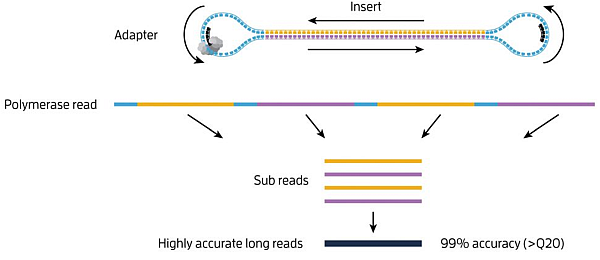 Insert
Adapter
Polymerase read
Sub reads
Highly accurate long reads
99% accuracy (>Q20)